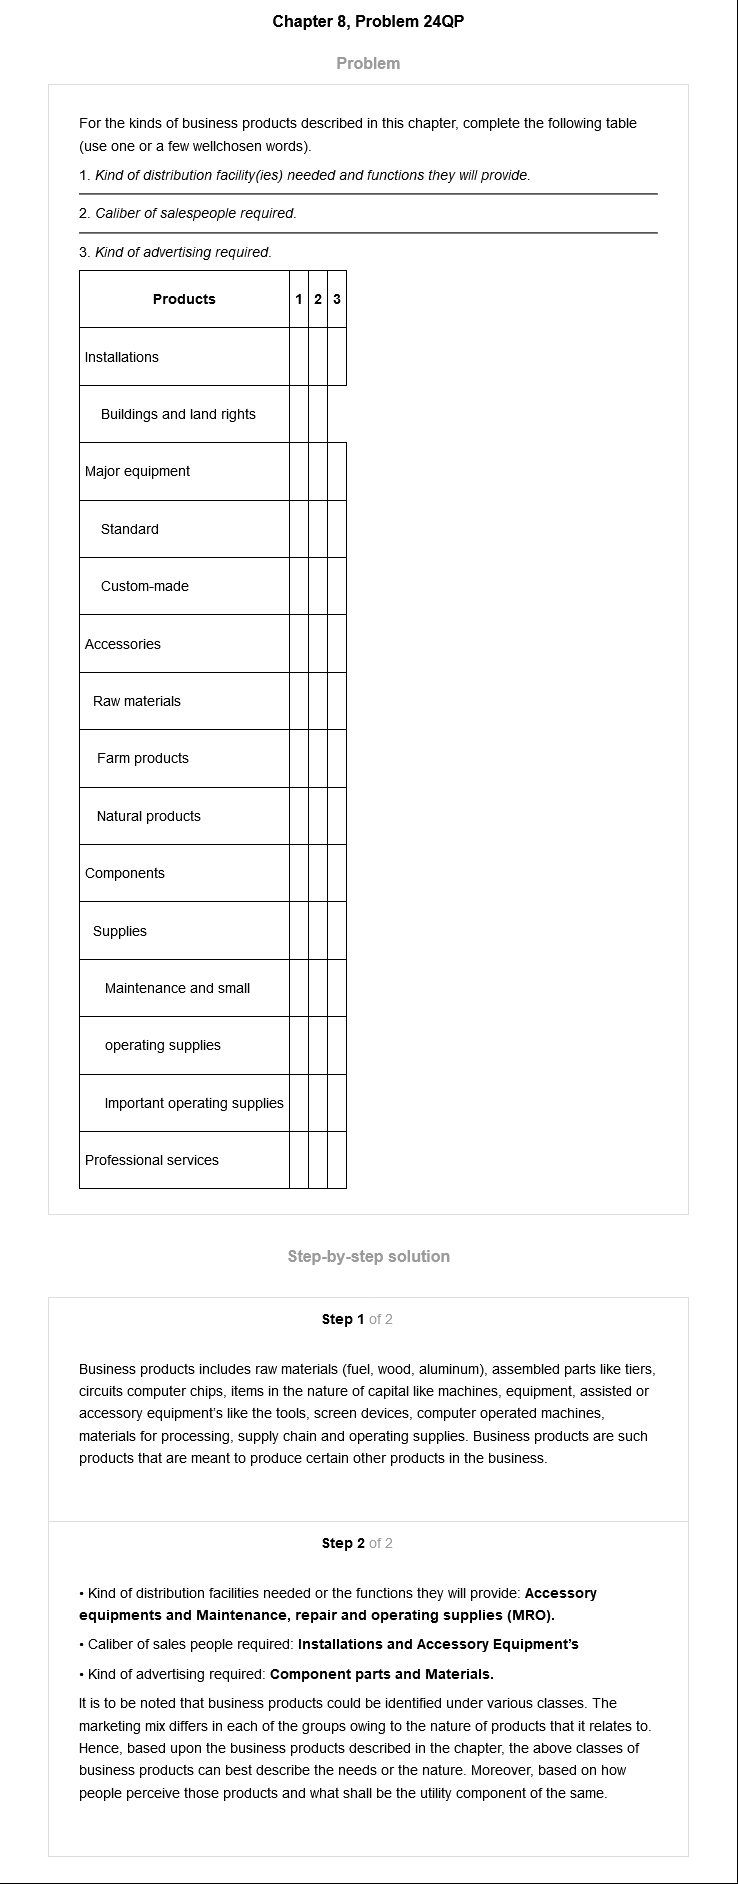 Chapter 8, Problem 24QP
Problem
For the kinds of business products described in this chapter, complete the following table
(use one or a few wellchosen words).
1. Kind of distribution facility(ies) needed and functions they will provide.
2. Caliber of salespeople required.
3. Kind of advertising required.
Products 1 2 3
Installations
Buildings and land rights
Major equipment
Standard
Custom-made
Accessories
Raw materials
Farm products
Natural products
Components
Supplies
Maintenance and small
operating supplies
Important operating supplies
Professional services
Step-by-step solution
Step 1 of 2
Business products includes raw materials (fuel, wood, aluminum), assembled parts like tiers,
circuits computer chips, items in the nature of capital like machines, equipment, assisted or
accessory equipment's like the tools, screen devices, computer operated machines,
materials for processing, supply chain and operating supplies. Business products are such
products that are meant to produce certain other products in the business.
Step 2 of 2
• Kind of distribution facilities needed or the functions they will provide: Accessory
equipments and Maintenance, repair and operating supplies (MRO).
• Caliber of sales people required: Installations and Accessory Equipment's
• Kind of advertising required: Component parts and Materials.
It is to be noted that business products could be identified under various classes. The
marketing mix differs in each of the groups owing to the nature of products that it relates to.
Hence, based upon the business products described in the chapter, the above classes of
business products can best describe the needs or the nature. Moreover, based on how
people perceive those products and what shall be the utility component of the same.